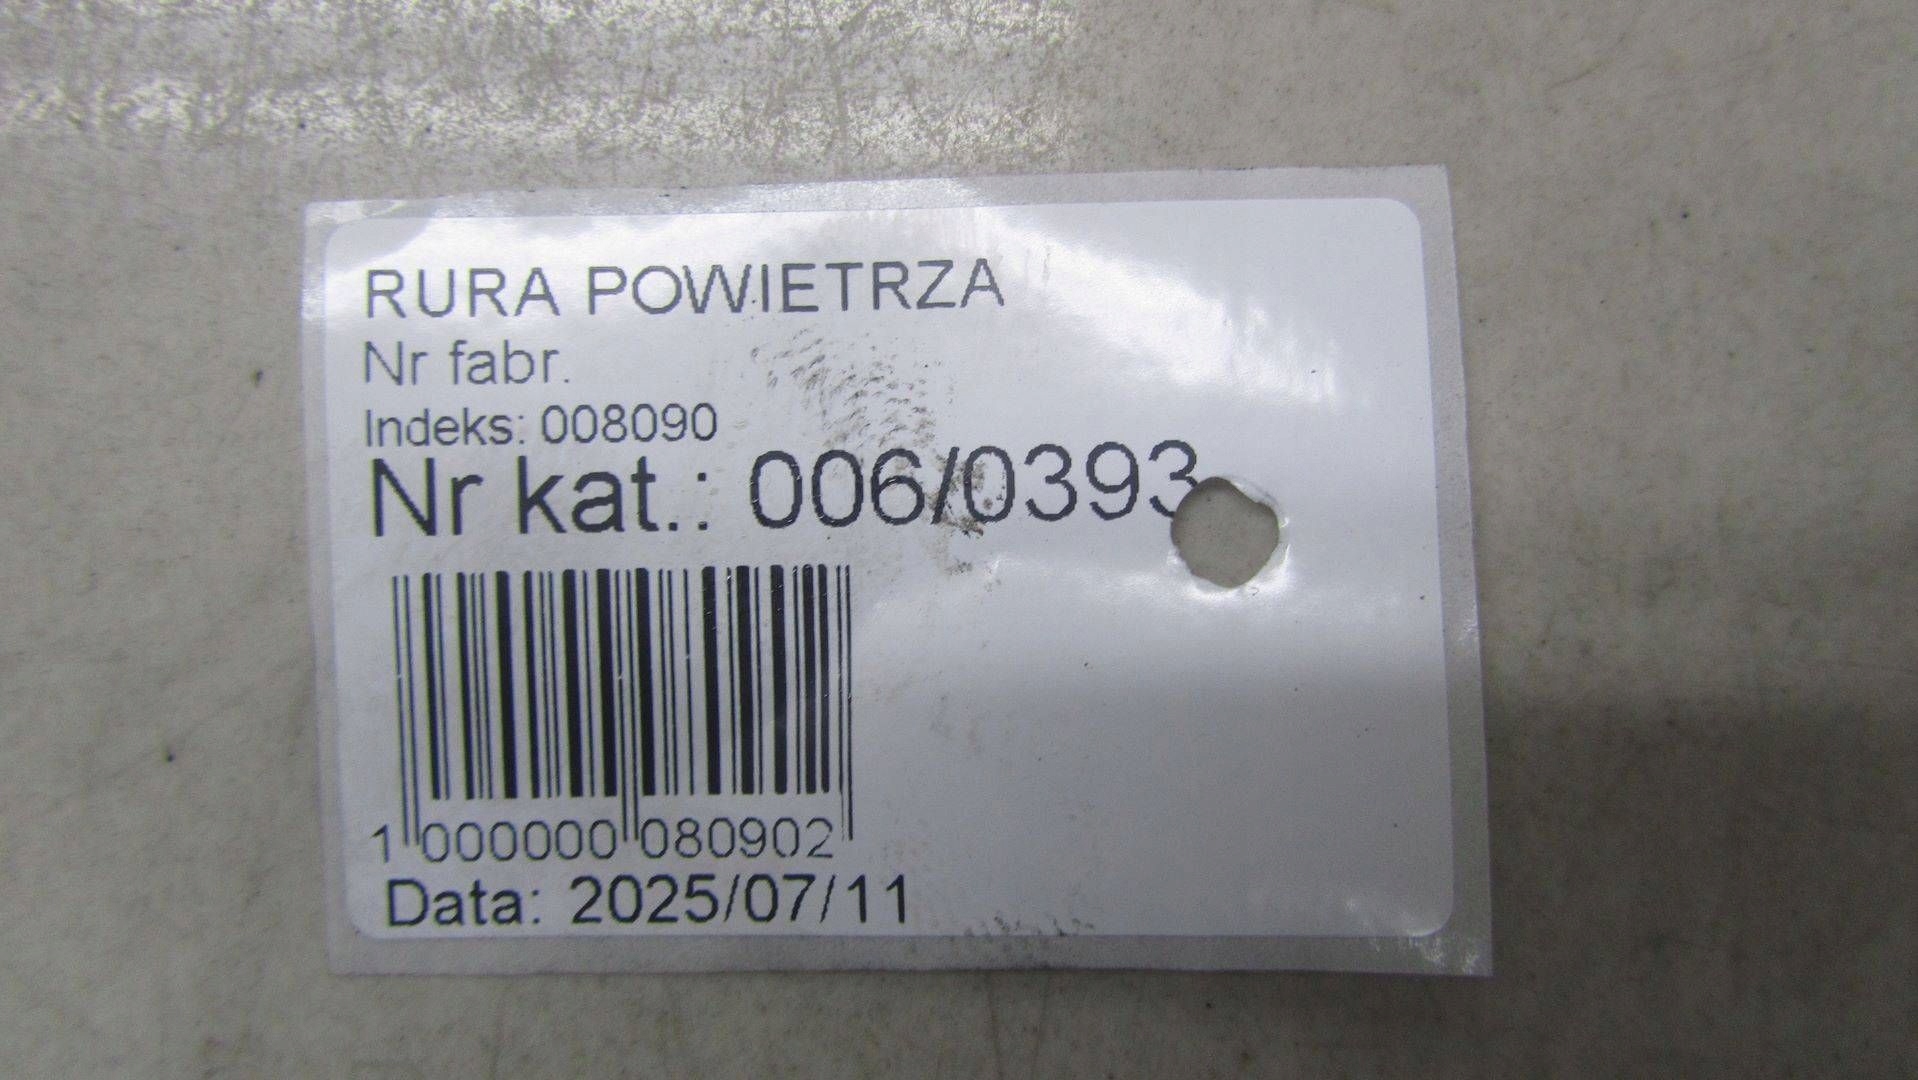 RURA POWIETRZA
Nr fabr.
Indeks: 008090
Nr kat.: 006/0393
1 000000 080902
Data: 2025/07/11